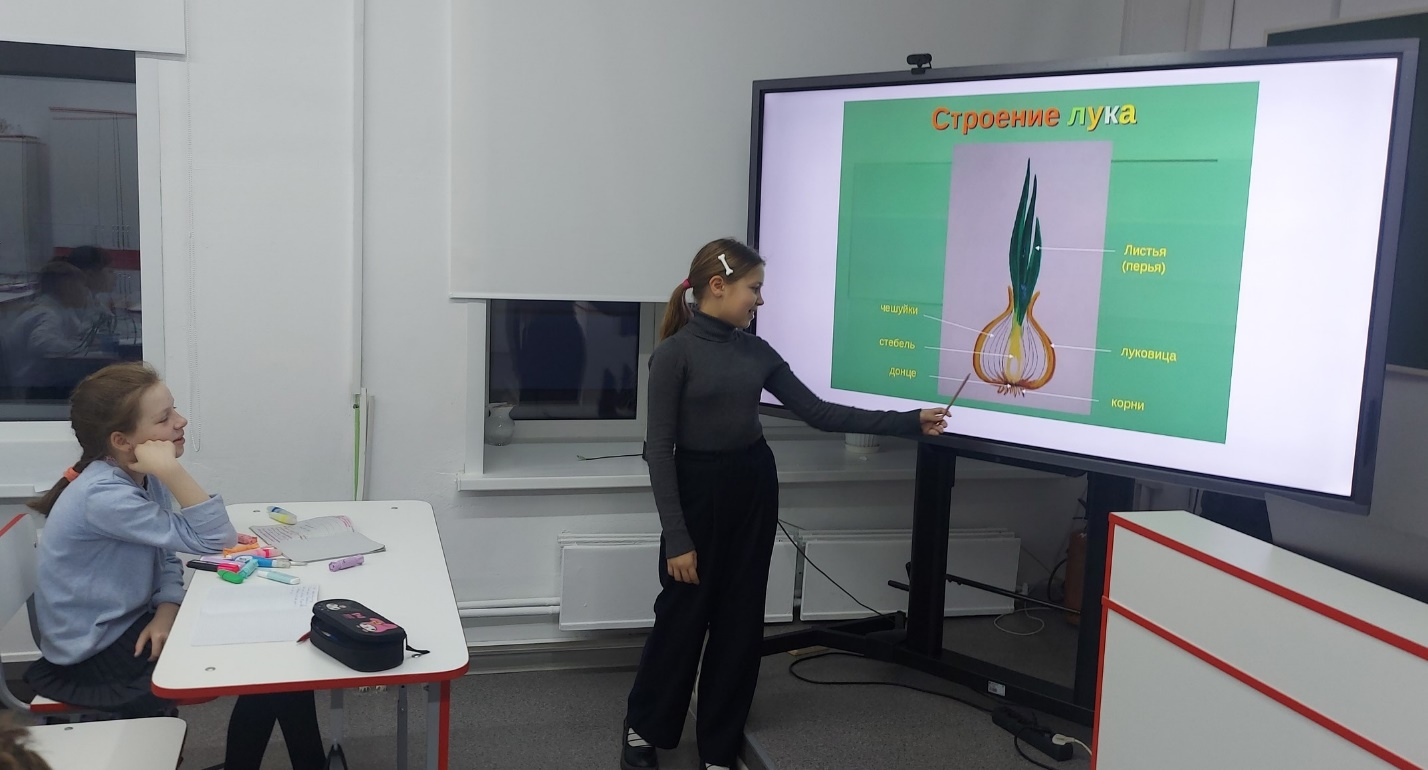 Строение лука
Листья
(перья)
чешуйки
стебель
луковица
донце
корни